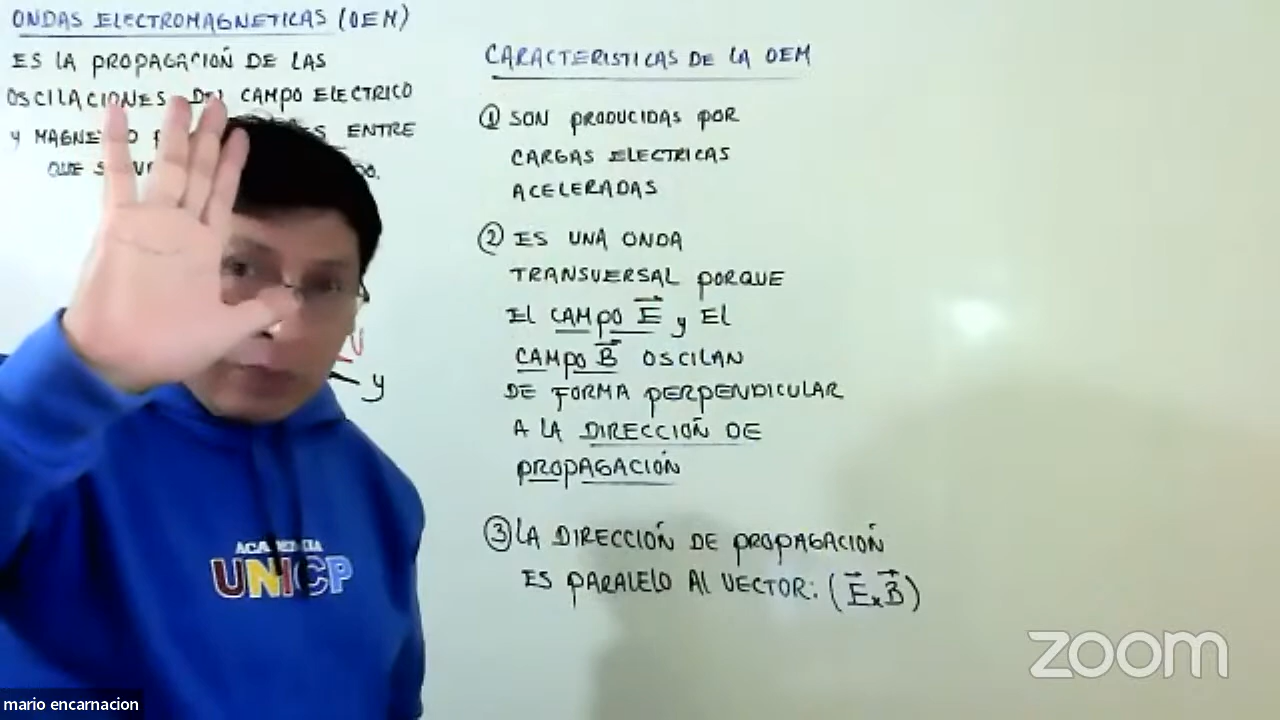 ONDAS ELECTROMAGNETICAS (OEM)
ES LA PROPAGACIÓN DE LAS
OSCILACIONES DEL CAMPO ELECTRICO
Y ENTRE
QUE
CARACTERISTICAS DE LA OEM
① SON PRODUCIDAS POR
CARGAS ELECTRICAS
ACELERADAS
② ES UNA ONDA
TRANSVERSAL PORQUE
EL CAMPO E⃗ y EL
CAMPO B⃗ OSCILAN
DE FORMA PERPENDICULAR
A LA DIRECCIÓN DE
PROPAGACIÓN
③ LA DIRECCIÓN DE PROPAGACIÓN
ES PARALELO AL VECTOR: (E⃗ x B⃗)
y
UNICP
zoom
mario encarnacion